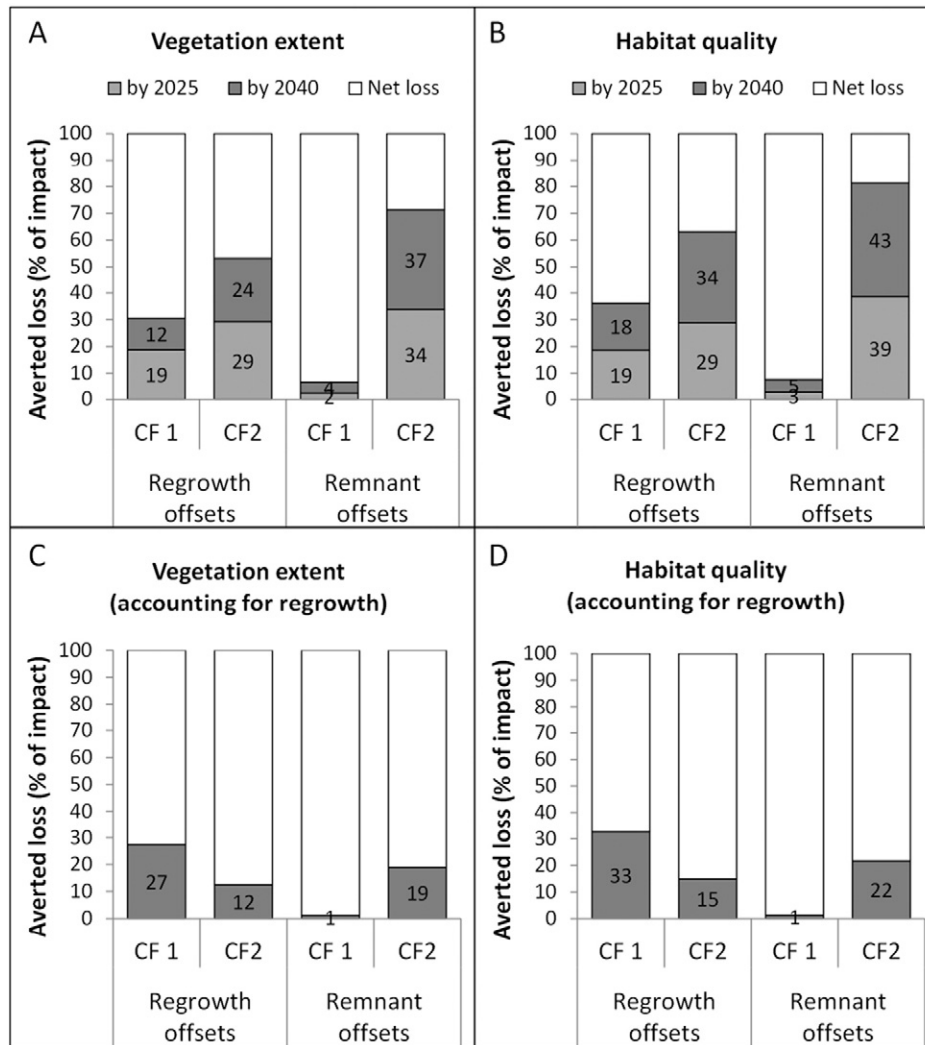 A
Vegetation extent
by 2025 by 2040 Net loss
Averted loss (% of impact)
100
90
80
70
60
50
40
30
20
10
0
12
19
24
29
4
2
37
34
CF 1 CF2 CF 1 CF2
Regrowth offsets
Remnant offsets
B
Habitat quality
by 2025 by 2040 Net loss
Averted loss (% of impact)
100
90
80
70
60
50
40
30
20
10
0
18
19
34
29
5
3
43
39
CF 1 CF2 CF 1 CF2
Regrowth offsets
Remnant offsets
C
Vegetation extent
(accounting for regrowth)
Averted loss (% of impact)
100
90
80
70
60
50
40
30
20
10
0
27
12
1
19
CF 1 CF2 CF 1 CF2
Regrowth offsets
Remnant offsets
D
Habitat quality
(accounting for regrowth)
Averted loss (% of impact)
100
90
80
70
60
50
40
30
20
10
0
33
15
1
22
CF 1 CF2 CF 1 CF2
Regrowth offsets
Remnant offsets